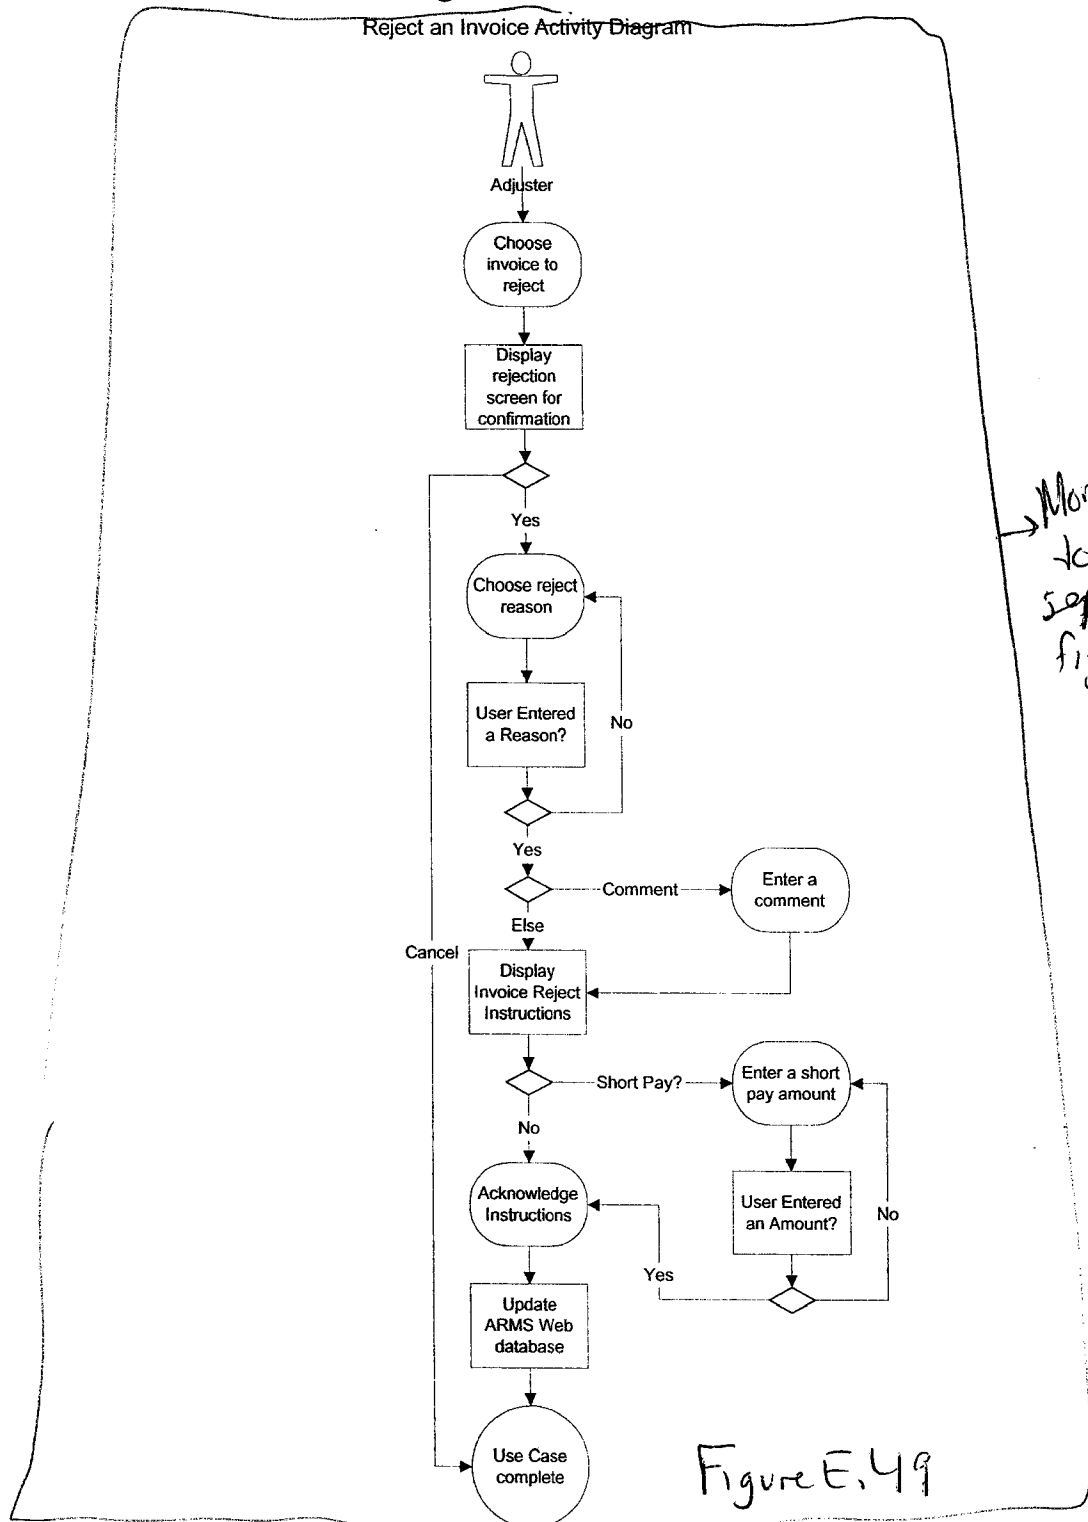 Reject an Invoice Activity Diagram
Adjuster
Choose
invoice to
reject
Display
rejection
screen for
confirmation
Yes
Choose reject
reason
User Entered
a Reason?
No
Yes
Comment
Enter a
comment
Else
Cancel
Display
Invoice Reject
Instructions
Short Pay?
Enter a short
pay amount
No
Acknowledge
Instructions
User Entered
an Amount?
No
Yes
Update
ARMS Web
database
Use Case
complete
Figure E.49